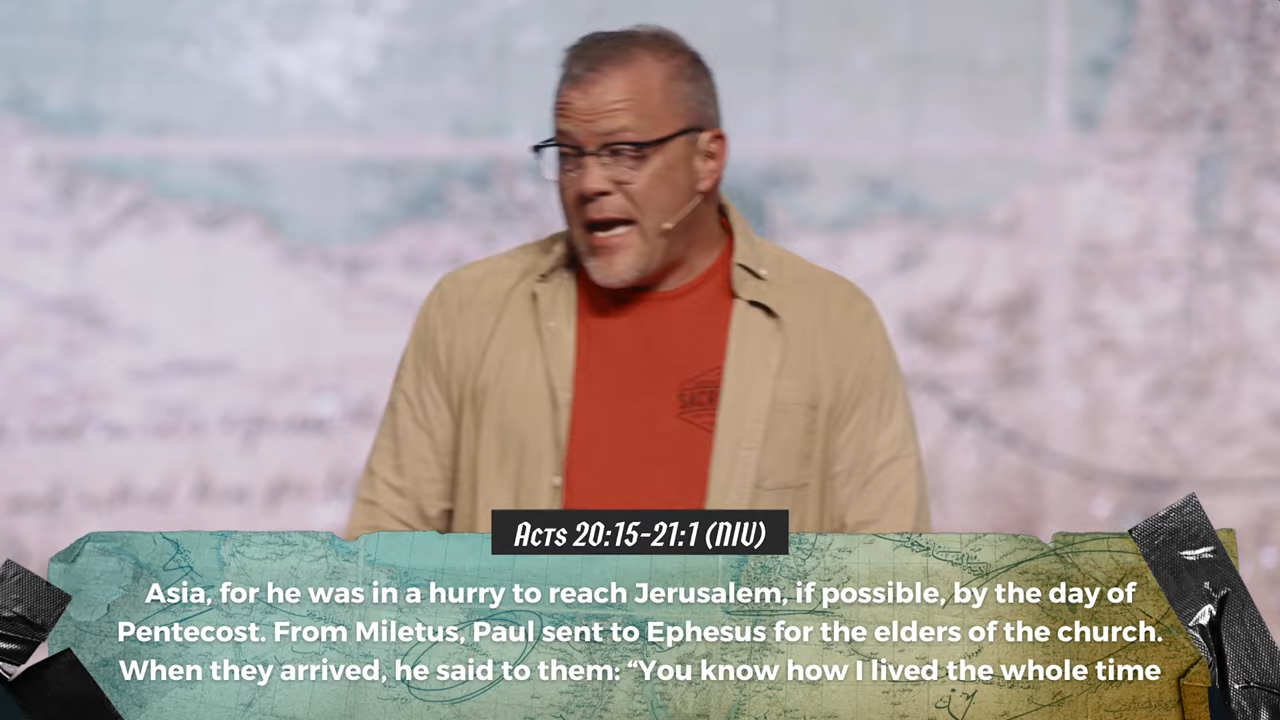 Acts 20:15-21:1 (NIV)
Asia, for he was in a hurry to reach Jerusalem, if possible, by the day of
Pentecost. From Miletus, Paul sent to Ephesus for the elders of the church.
When they arrived, he said to them: “You know how I lived the whole time